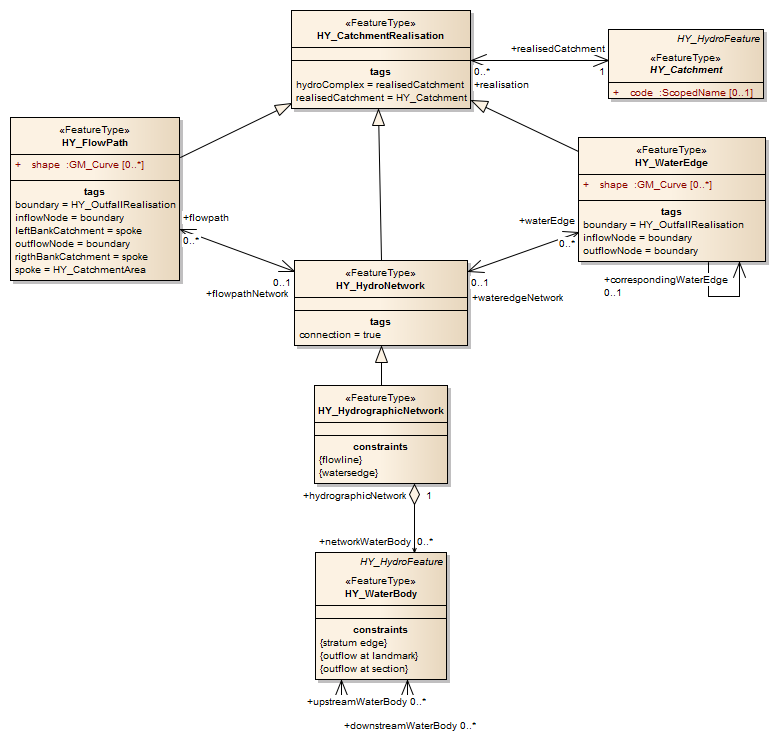 «FeatureType»
HY_CatchmentRealisation
tags
hydroComplex = realisedCatchment
realisedCatchment = HY_Catchment
+realisedCatchment
0..*
1
+realisation
HY_HydroFeature
«FeatureType»
HY_Catchment
+ code :ScopedName [0..1]
«FeatureType»
HY_FlowPath
+ shape :GM_Curve [0..*]
tags
boundary = HY_OutfallRealisation
inflowNode = boundary
leftBankCatchment = spoke
outflowNode = boundary
rigthBankCatchment = spoke
spoke = HY_CatchmentArea
«FeatureType»
HY_WaterEdge
+ shape :GM_Curve [0..*]
tags
boundary = HY_OutfallRealisation
inflowNode = boundary
outflowNode = boundary
+flowpath
0..*
0..1
+flowpathNetwork
+waterEdge
0..*
0..1
+wateredgeNetwork
+correspondingWaterEdge
0..1
«FeatureType»
HY_HydroNetwork
tags
connection = true
«FeatureType»
HY_HydrographicNetwork
constraints
{flowline}
{watersedge}
+hydrographicNetwork 1
+networkWaterBody 0..*
HY_HydroFeature
«FeatureType»
HY_WaterBody
constraints
{stratum edge}
{outflow at landmark}
{outflow at section}
+upstreamWaterBody 0..*
+downstreamWaterBody 0..*